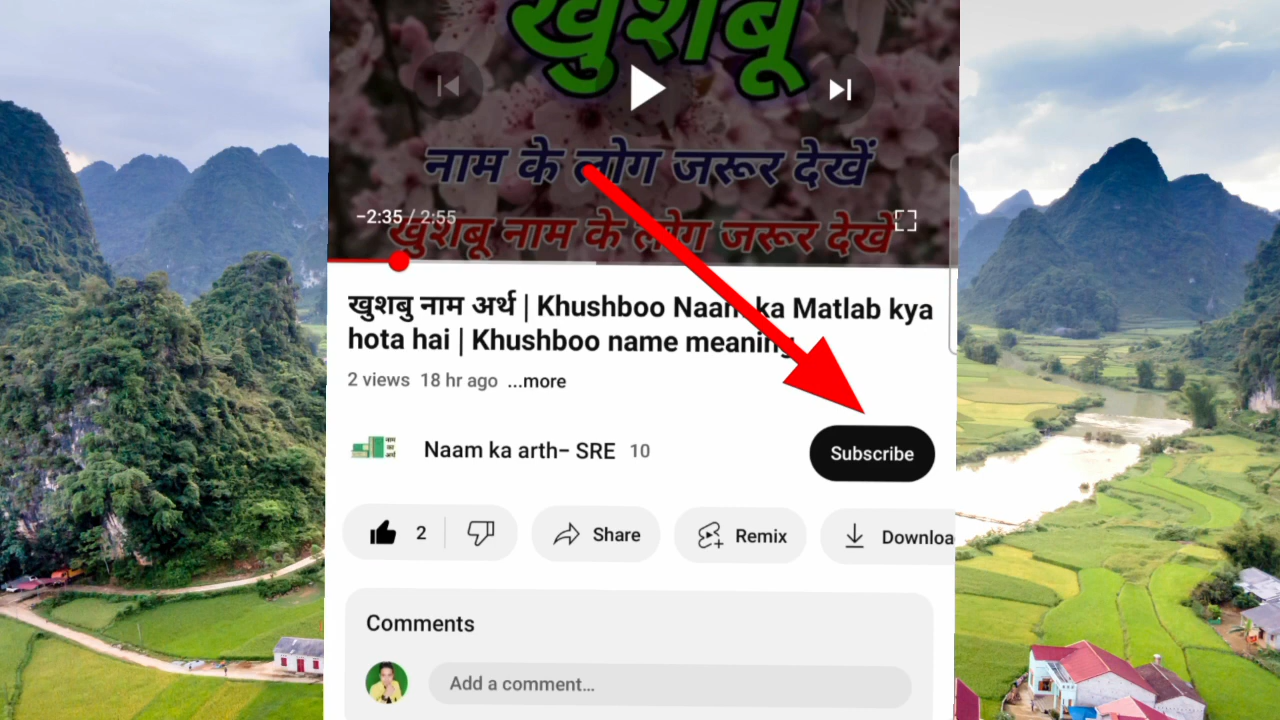 खुशबू
नाम के लोग जरूर देखें
−2:35 / 2:55
खुशबू नाम के लोग जरूर देखें
खुशबु नाम अर्थ | Khushboo Naam ka Matlab kya
hota hai | Khushboo name meaning
2 views 18 hr ago ...more
Naam ka arth− SRE 10
Subscribe
2
Share
Remix
Downloa
Comments
Add a comment...